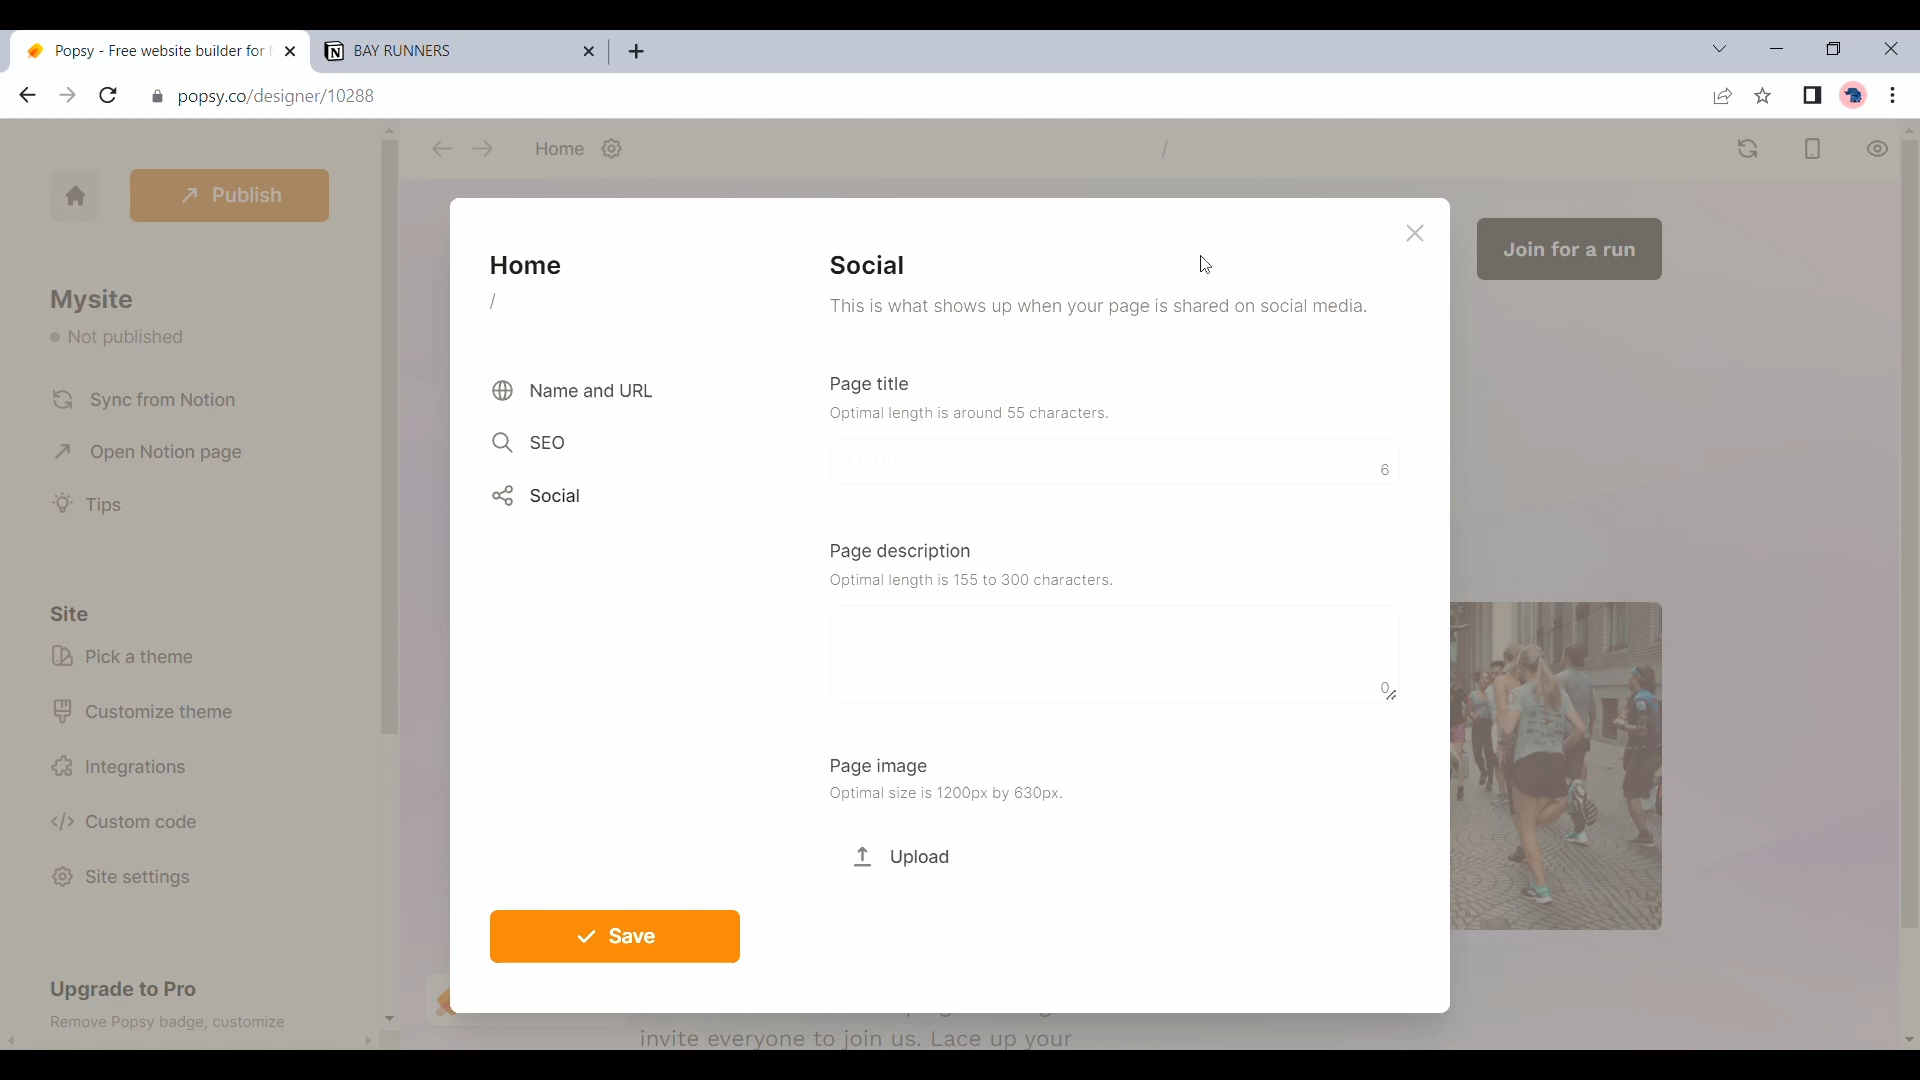 Popsy - Free website builder for
BAY RUNNERS
popsy.co/designer/10288
Home
/
Publish
Mysite
Not published
Sync from Notion
Open Notion page
Tips
Site
Pick a theme
Customize theme
Integrations
Custom code
Site settings
Upgrade to Pro
Remove Popsy badge, customize
Home
/
Name and URL
SEO
Social
Save
Social
This is what shows up when your page is shared on social media.
Page title
Optimal length is around 55 characters.
Mysite
6
Page description
Optimal length is 155 to 300 characters.
0
Page image
Optimal size is 1200px by 630px.
Upload
Join for a run
invite everyone to join us. Lace up your